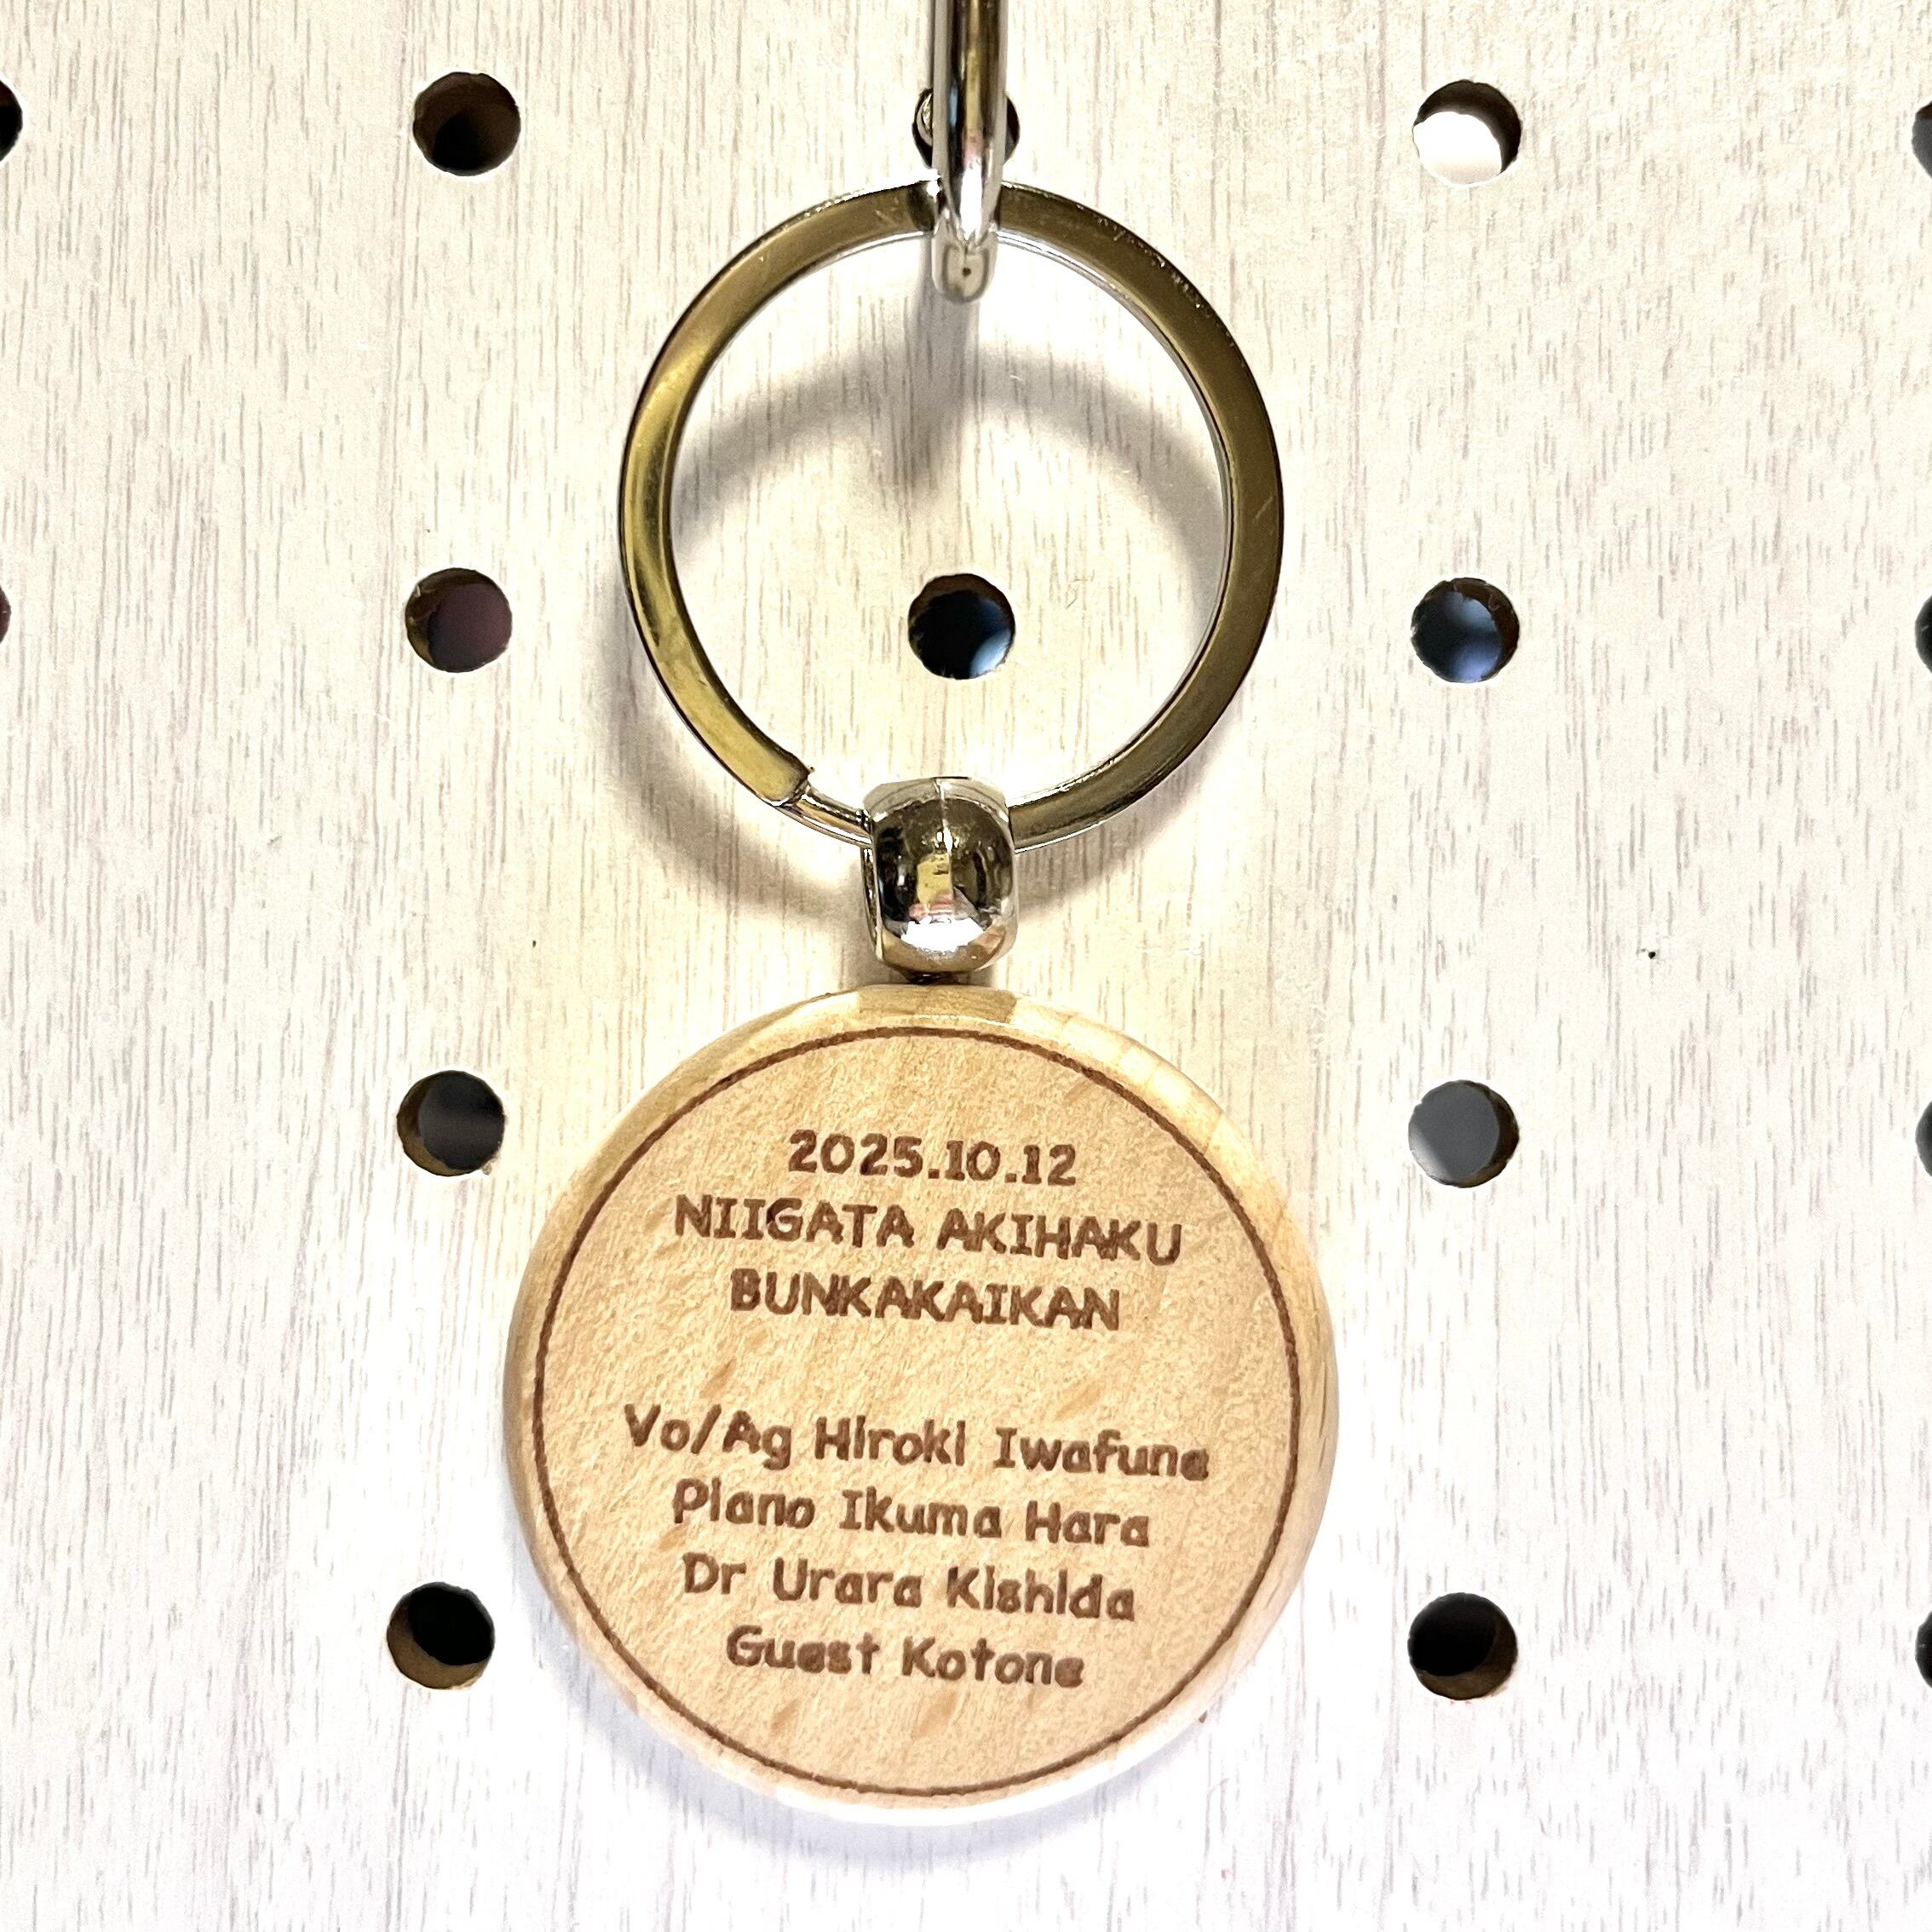 2025.10.12
NIIGATA AKIHAKU
BUNKAKAIKAN
Vo/Ag Hiroki Iwafune
Piano Ikuma Hara
Dr Urara Kishida
Guest Kotone